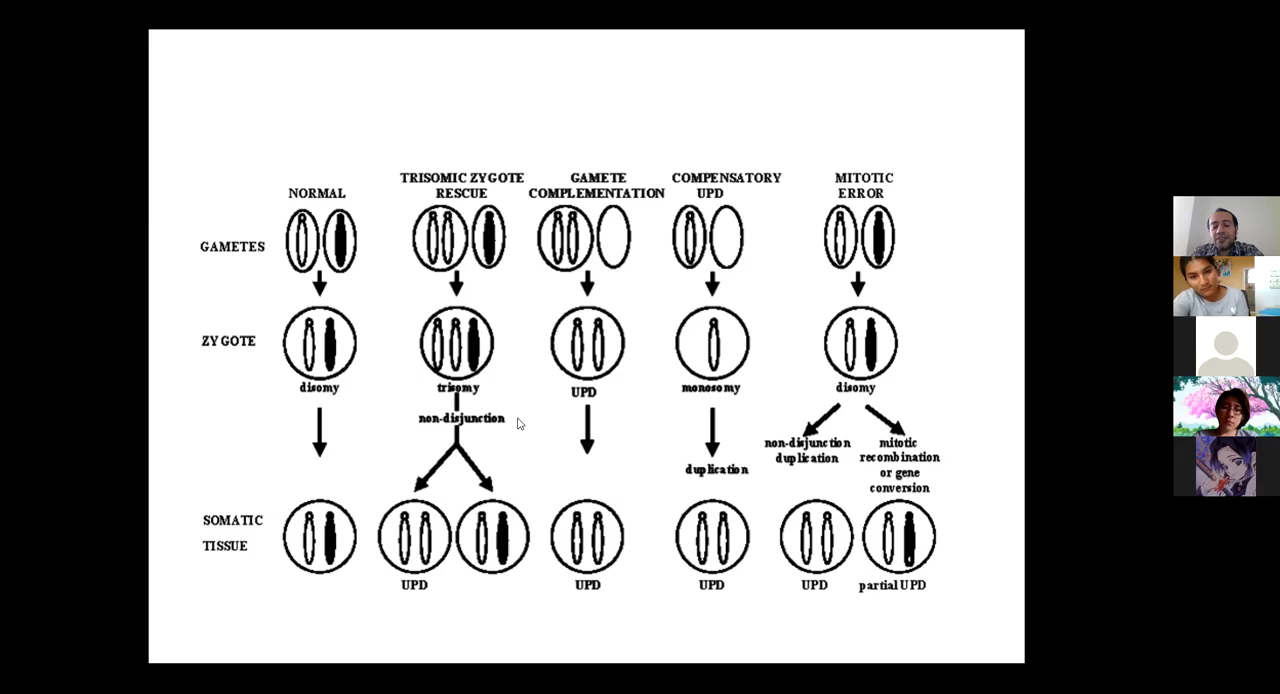 TRISOMIC ZYGOTE
RESCUE
GAMETE
COMPLEMENTATION
COMPENSATORY
UPD
MITOTIC
ERROR
NORMAL
GAMETES
ZYGOTE
disomy
trisomy
UPD
monosomy
disomy
non-disjunction
non-disjunction
duplication
mitotic
recombination
or gene
conversion
duplication
SOMATIC
TISSUE
UPD
UPD
UPD
UPD
partial UPD